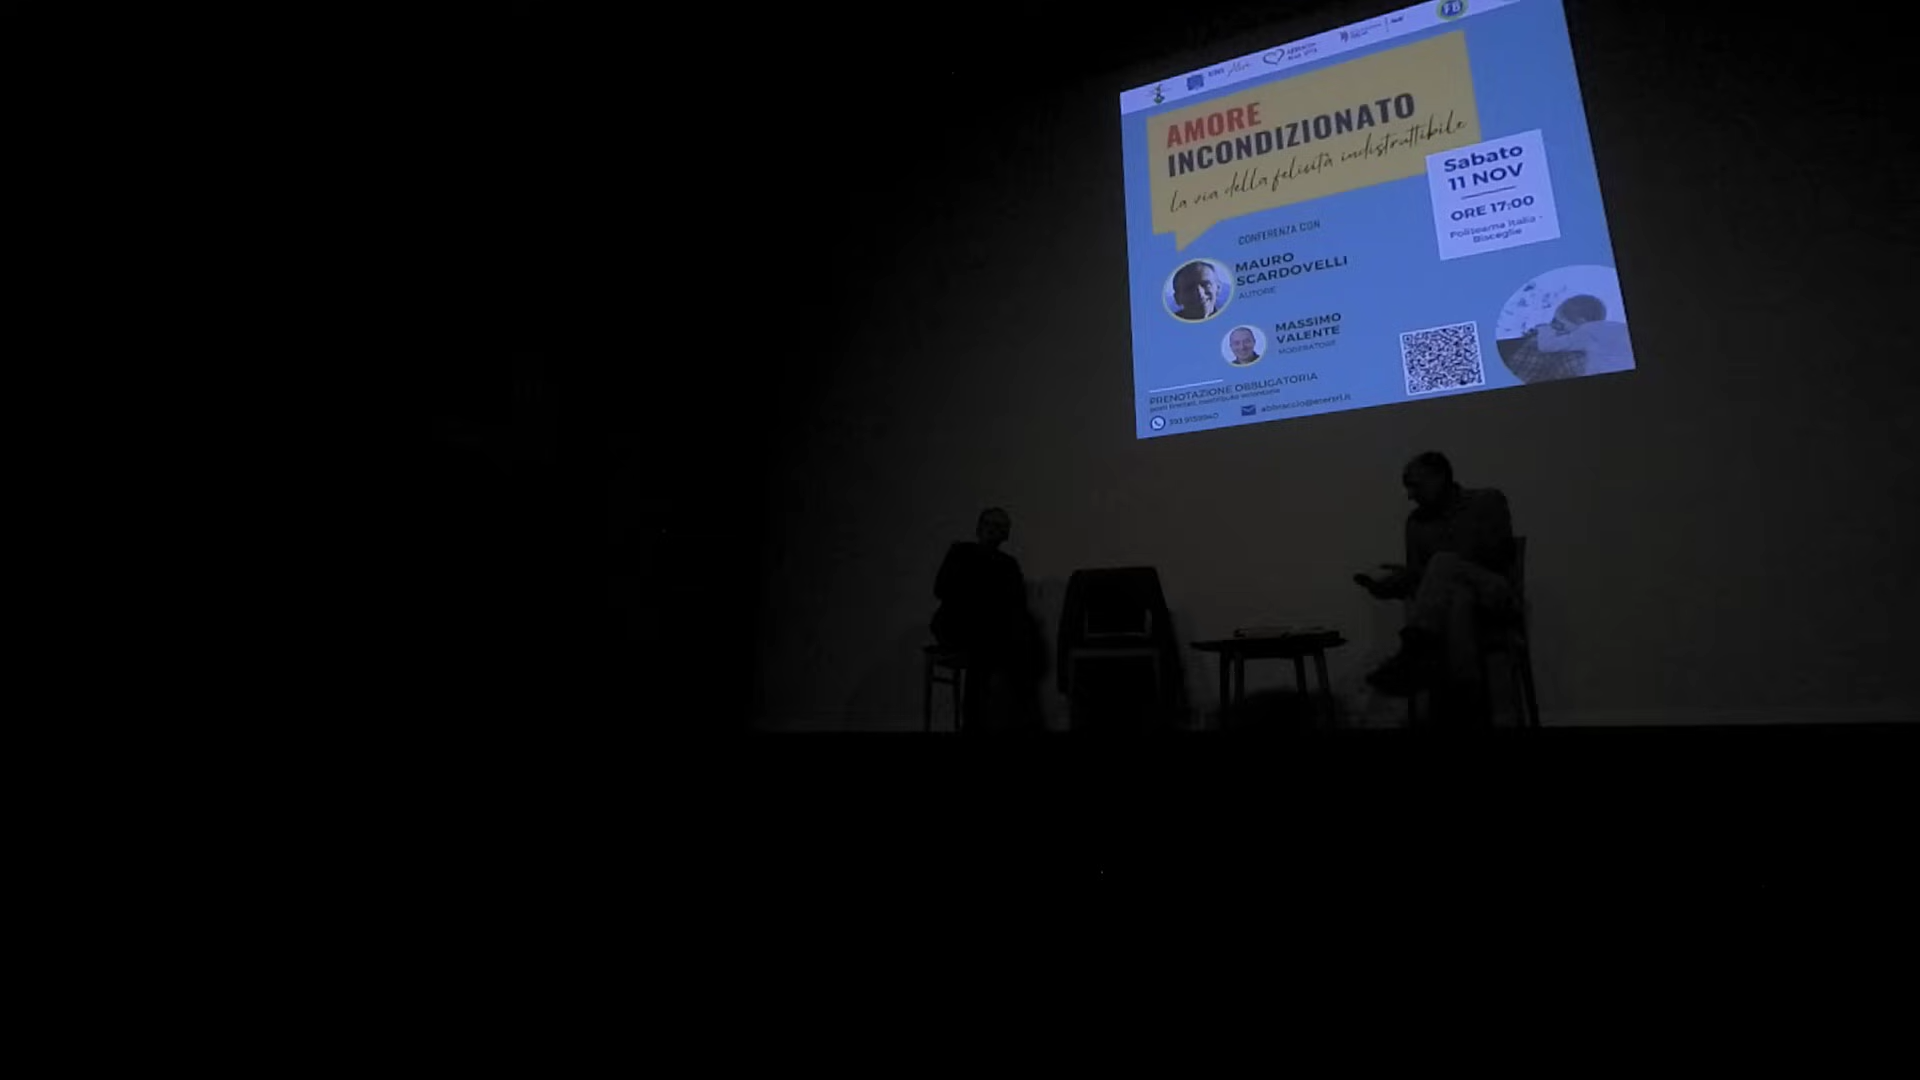 AMORE
INCONDIZIONATO
la via della felicità indistruttibile
Sabato
11 NOV
ORE 17:00
Politeama Italia -
Bisceglie
CONFERENZA CON
MAURO
SCARDOVELLI
AUTORE
MASSIMO
VALENTE
MODERATORE
PRENOTAZIONE OBBLIGATORIA
FB